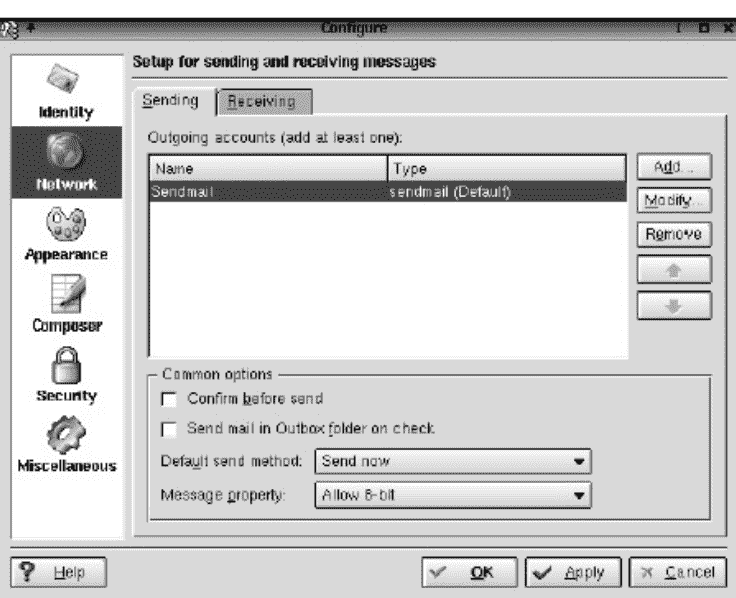 Configure
Setup for sending and receiving messages
Identity
Network
Appearance
Composer
Security
Miscellaneous
Sending Receiving
Outgoing accounts (add at least one):
Name Type
Sendmail sendmail (Default)
Add...
Modify...
Remove
Common options
Confirm before send
Send mail in Outbox folder on check
Default send method: Send now
Message property: Allow 8-bit
Help OK Apply Cancel